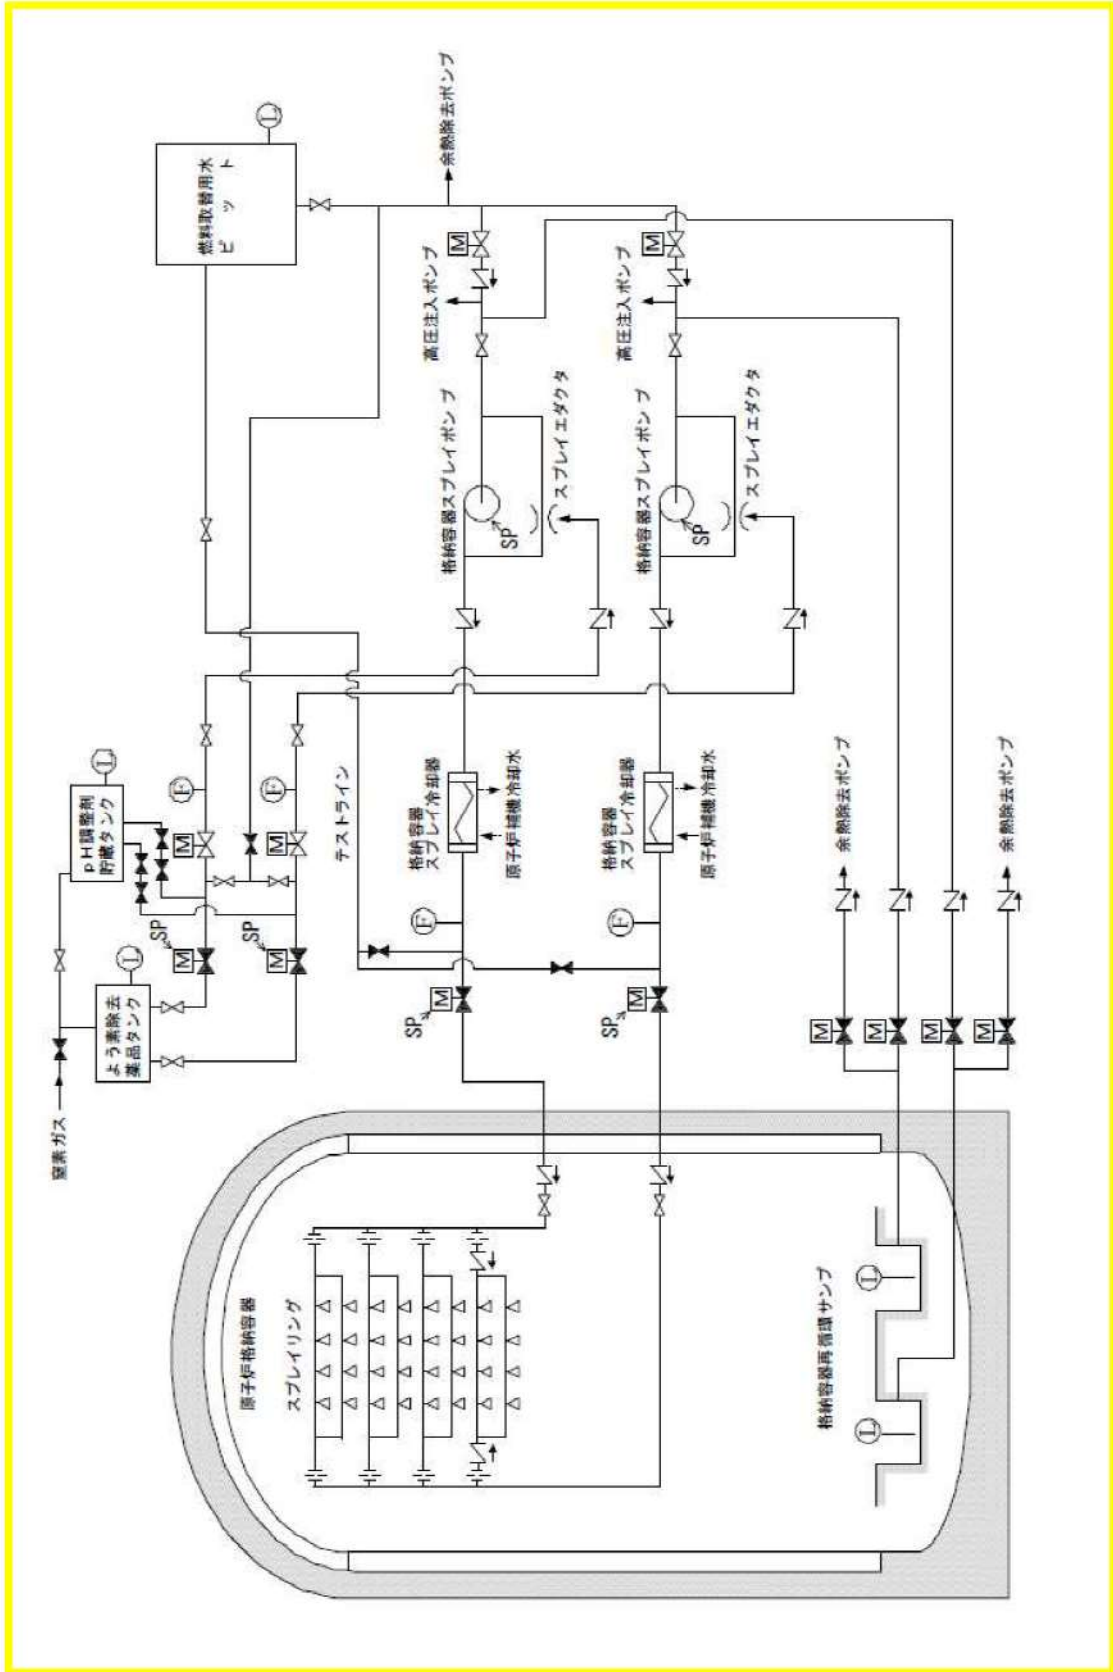 窒素ガス
よう素除去
薬品タンク
L
pH調整剤
貯蔵タンク
L
SP
M
M
F
SP
M
M
F
燃料取替用水
ピット
L
余熱除去ポンプ
原子炉格納容器
スプレイリング
テストライン
SP
M
F
格納容器
スプレイ冷却器
原子炉補機冷却水
格納容器スプレイポンプ
SP
スプレイエダクタ
高圧注入ポンプ
M
SP
M
F
格納容器
スプレイ冷却器
原子炉補機冷却水
格納容器スプレイポンプ
SP
スプレイエダクタ
高圧注入ポンプ
M
格納容器再循環サンプ
L
L
M
余熱除去ポンプ
M
M
M
余熱除去ポンプ